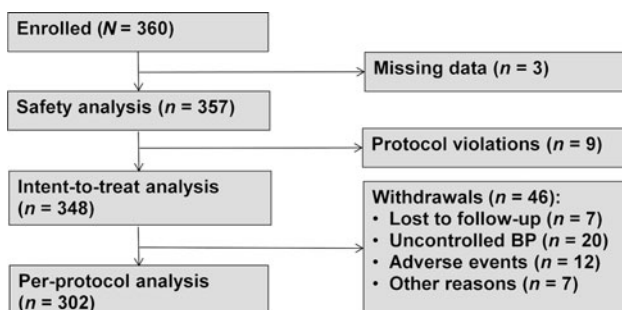 Enrolled (N = 360)
Missing data (n = 3)
Safety analysis (n = 357)
Protocol violations (n = 9)
Intent-to-treat analysis
(n = 348)
Withdrawals (n = 46):
• Lost to follow-up (n = 7)
• Uncontrolled BP (n = 20)
• Adverse events (n = 12)
• Other reasons (n = 7)
Per-protocol analysis
(n = 302)